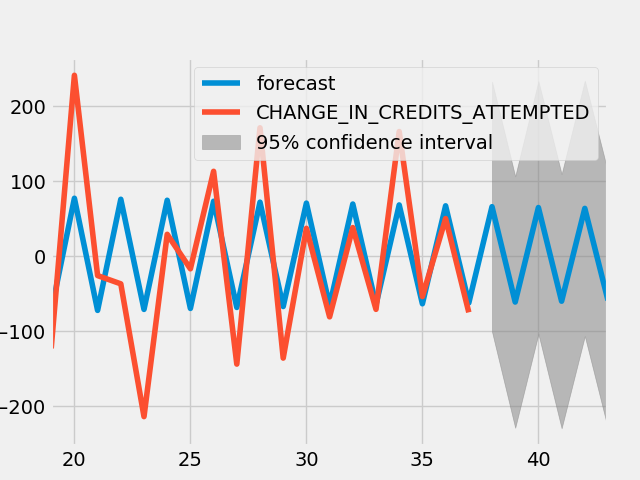 forecast
CHANGE_IN_CREDITS_ATTEMPTED
95% confidence interval
200
100
0
−100
−200
20 25 30 35 40